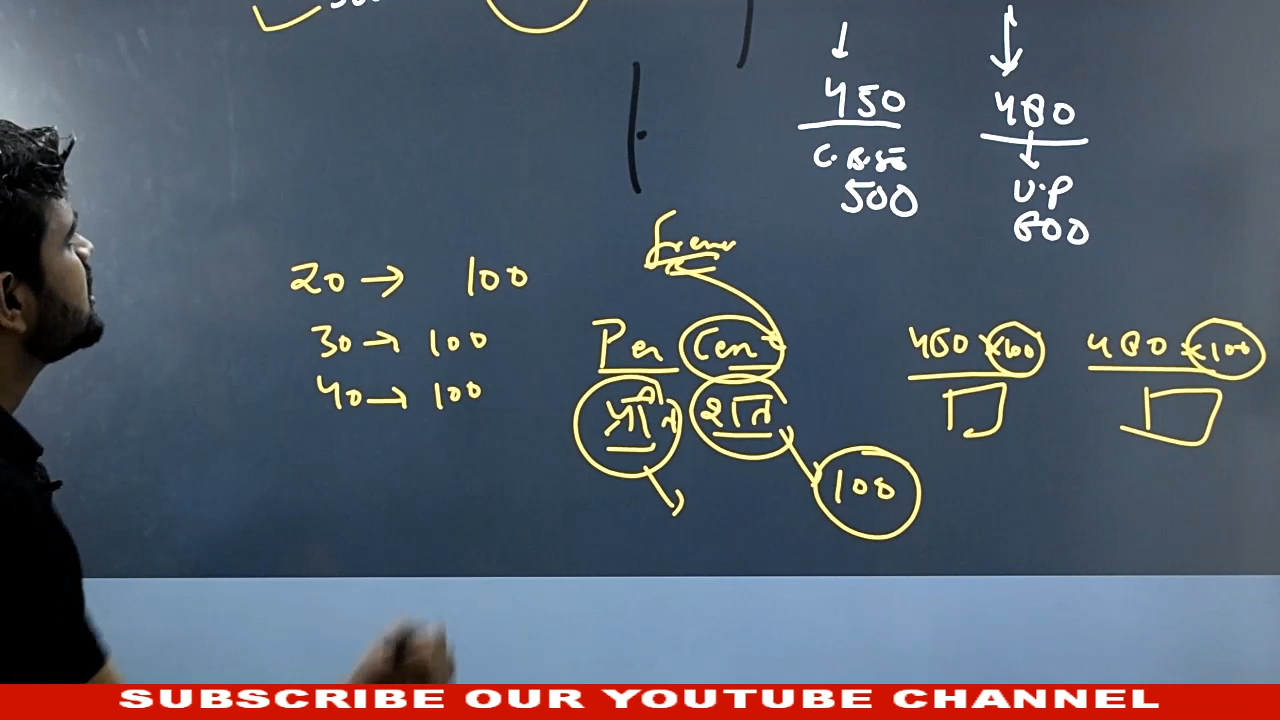 450 480
C.B.S.E U.P
500 600
20 → 100
30 → 100
40 → 100
Per Cen
प्रति शत
100
450 × 100 480 × 100
SUBSCRIBE OUR YOUTUBE CHANNEL